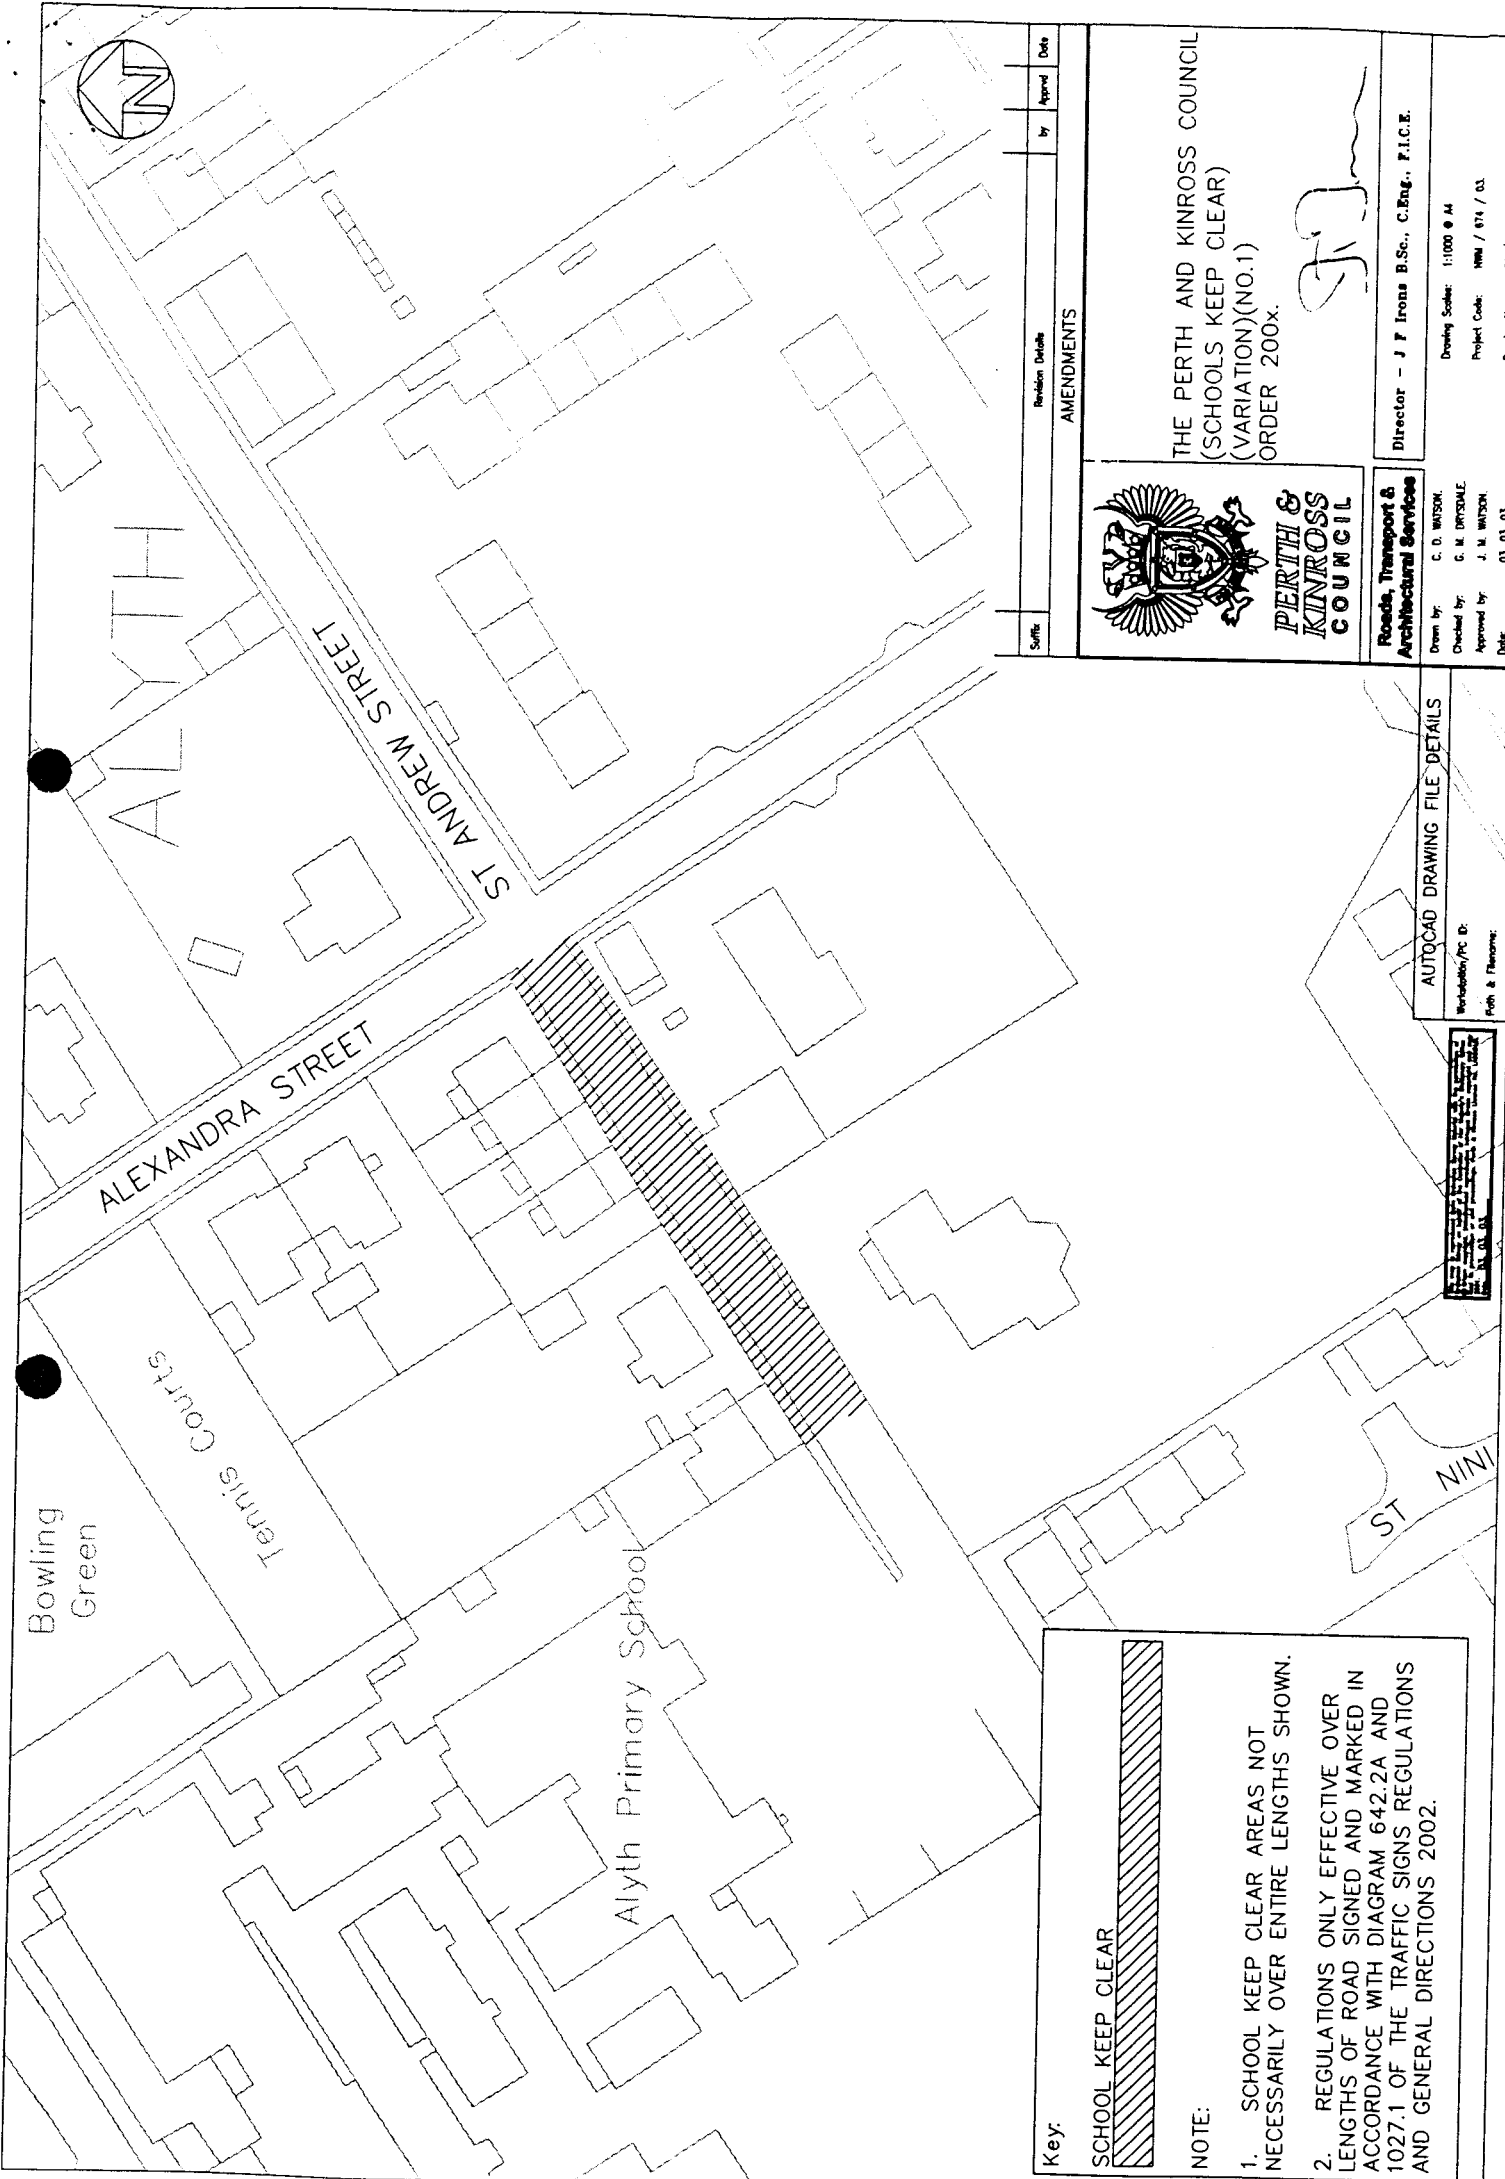 N
ALYTH
Bowling
Green
Tennis Courts
ALEXANDRA STREET
ST ANDREW STREET
Alyth Primary School
ST NINI
Key:
SCHOOL KEEP CLEAR
NOTE:
1. SCHOOL KEEP CLEAR AREAS NOT
NECESSARILY OVER ENTIRE LENGTHS SHOWN.
2. REGULATIONS ONLY EFFECTIVE OVER
LENGTHS OF ROAD SIGNED AND MARKED IN
ACCORDANCE WITH DIAGRAM 642.2A AND
1027.1 OF THE TRAFFIC SIGNS REGULATIONS
AND GENERAL DIRECTIONS 2002.
AUTOCAD DRAWING FILE DETAILS
Workstation/PC ID:
Path & Filename:
Suffix Revision Details by Apprvd Date
AMENDMENTS
PERTH &
KINROSS
COUNCIL
THE PERTH AND KINROSS COUNCIL
(SCHOOLS KEEP CLEAR)
(VARIATION)(NO.1)
ORDER 200x.
Roads, Transport &
Architectural Services
Director - J F Irons B.Sc., C.Eng., F.I.C.E.
Drawn by: C. D. WATSON. Drawing Scales: 1:1000 @ A4
Checked by: G. M. DRYSDALE
Approved by: J. M. WATSON. Project Code: NWM / 674 / 03.
Date: